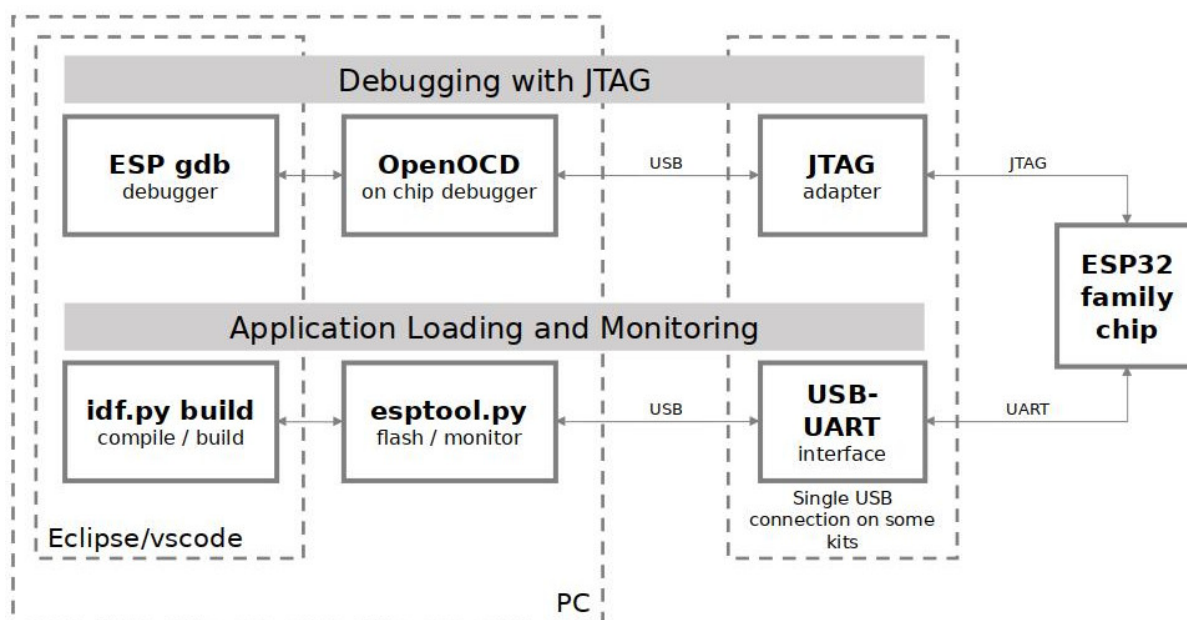 Debugging with JTAG
ESP gdb
debugger
OpenOCD
on chip debugger
USB
JTAG
adapter
JTAG
ESP32
family
chip
Application Loading and Monitoring
idf.py build
compile / build
esptool.py
flash / monitor
USB
USB-
UART
interface
UART
Single USB
connection on some
kits
Eclipse/vscode
PC